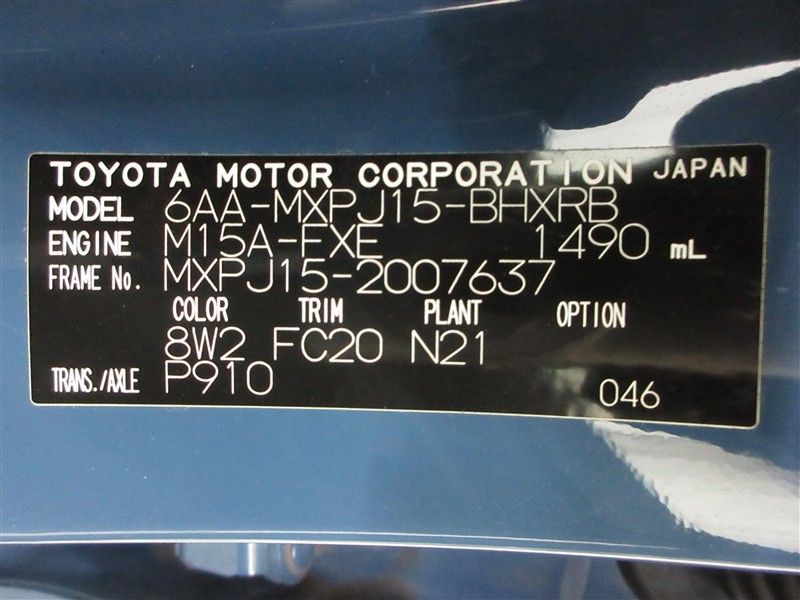 TOYOTA MOTOR CORPORATION JAPAN
MODEL 6AA-MXPJ15-BHXRB
ENGINE M15A-FXE 1490 mL
FRAME No. MXPJ15-2007637
COLOR TRIM PLANT OPTION
8W2 FC20 N21
TRANS./AXLE P910 046